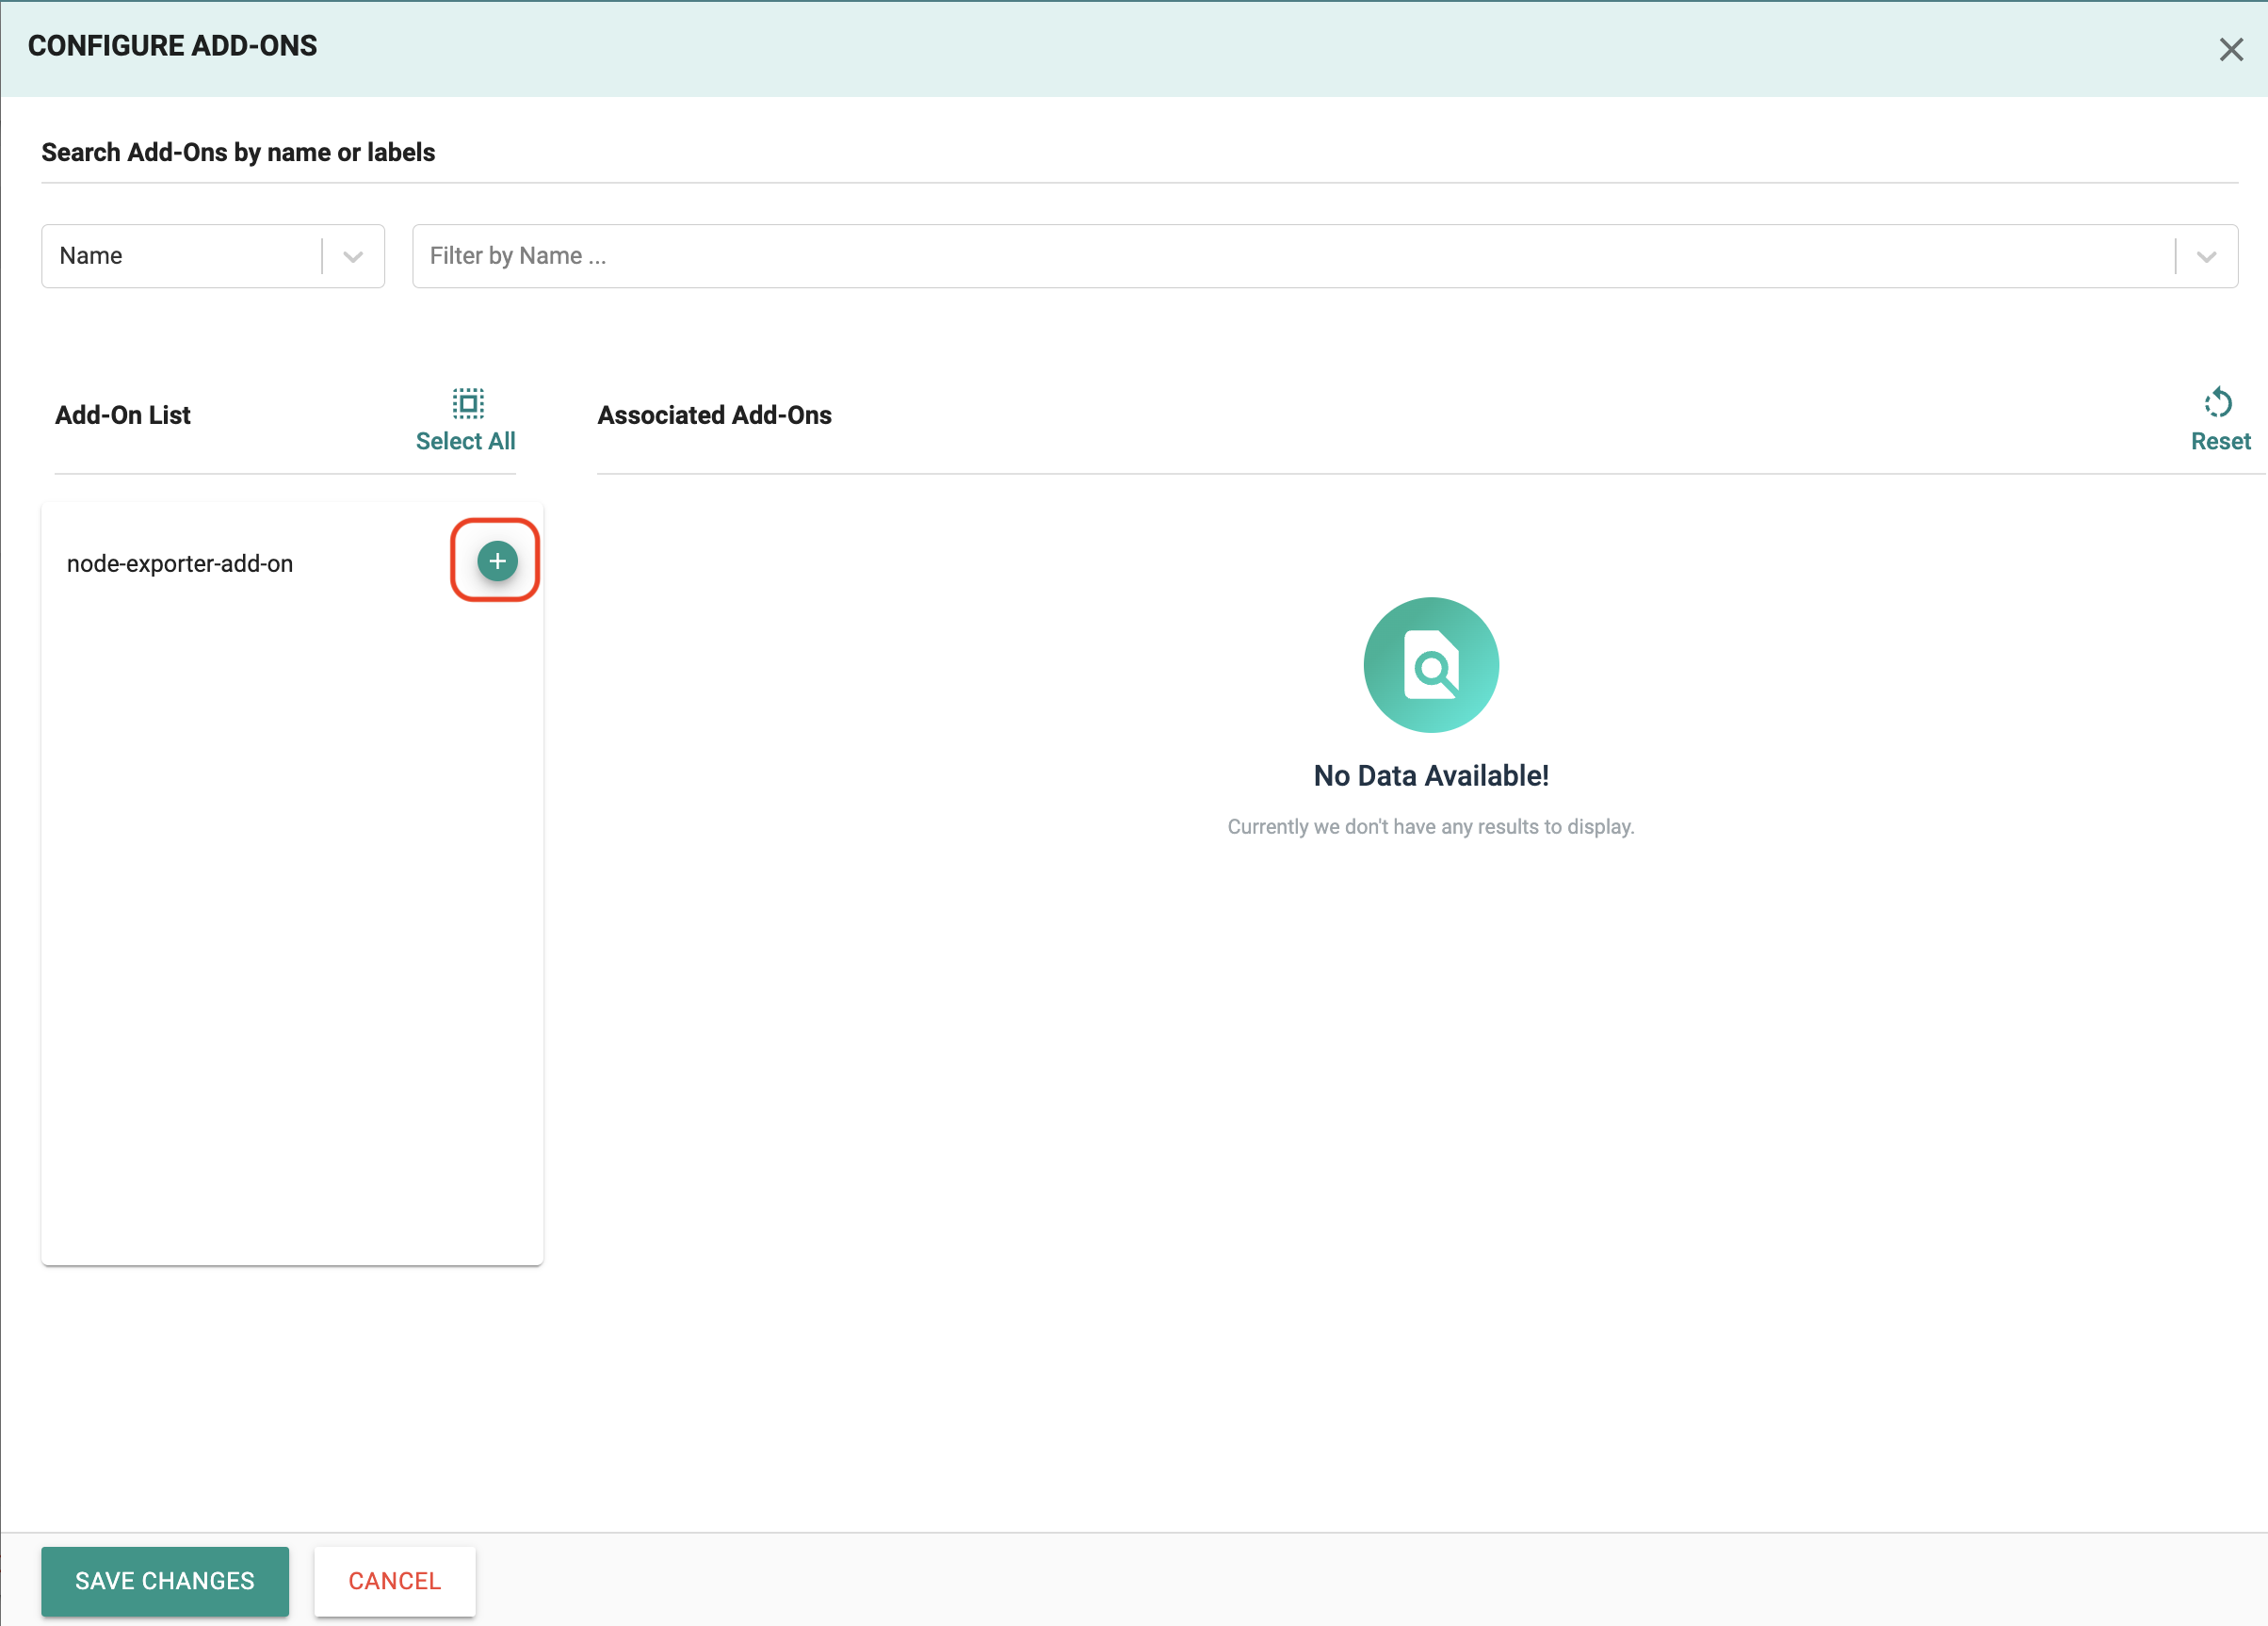 CONFIGURE ADD-ONS
Search Add-Ons by name or labels
Name
Filter by Name ...
Add-On List
Select All
Associated Add-Ons
Reset
node-exporter-add-on
No Data Available!
Currently we don't have any results to display.
SAVE CHANGES
CANCEL